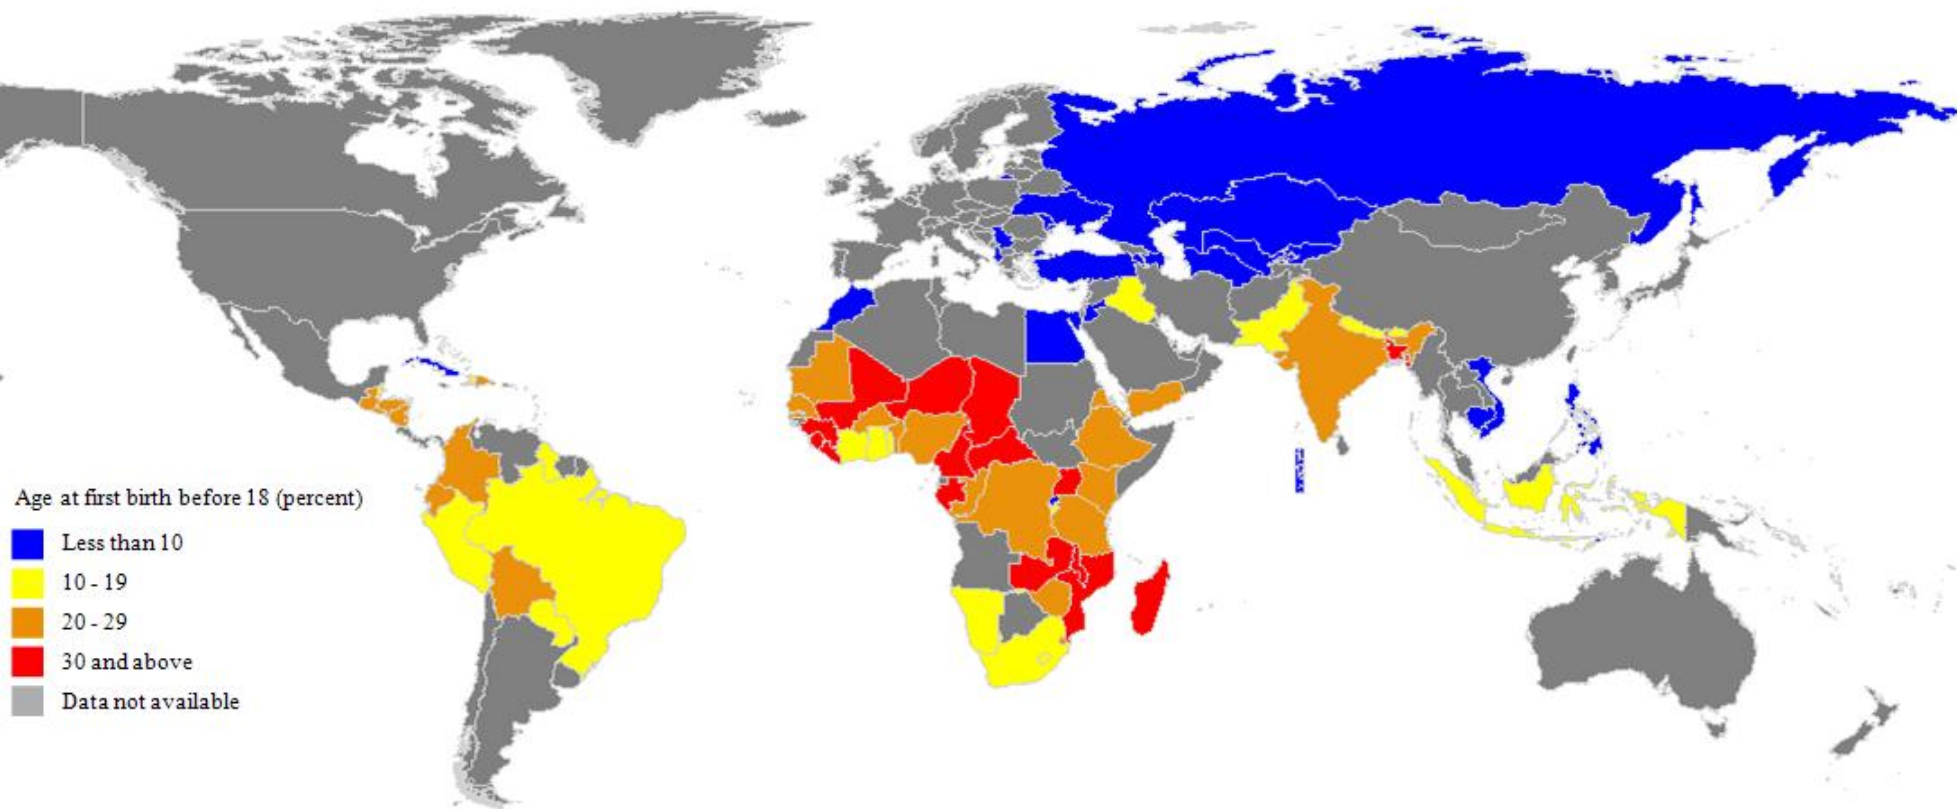 Age at first birth before 18 (percent)
Less than 10
10 - 19
20 - 29
30 and above
Data not available